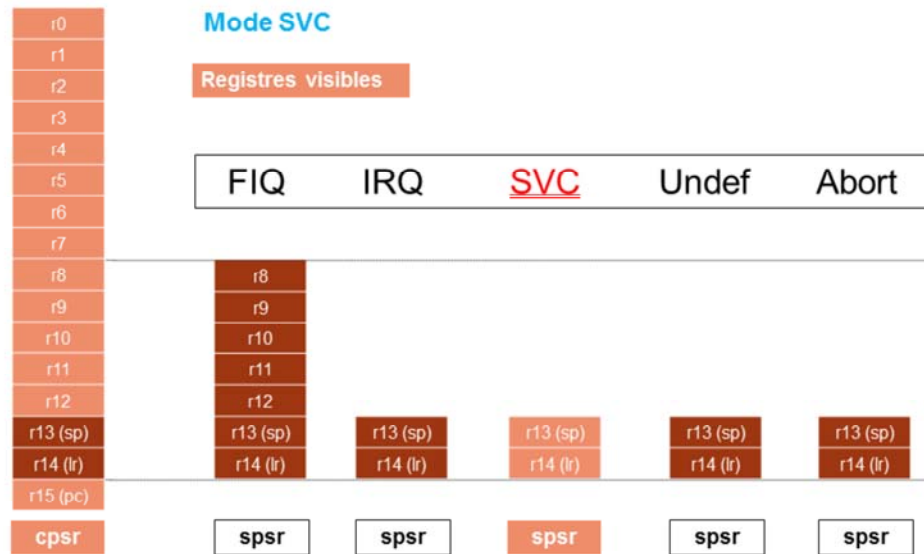 r0
Mode SVC
r1
r2
Registres visibles
r3
r4
r5
FIQ IRQ SVC Undef Abort
r6
r7
r8 r8
r9 r9
r10 r10
r11 r11
r12 r12
r13 (sp) r13 (sp) r13 (sp) r13 (sp) r13 (sp) r13 (sp)
r14 (lr) r14 (lr) r14 (lr) r14 (lr) r14 (lr) r14 (lr)
r15 (pc)
cpsr spsr spsr spsr spsr spsr